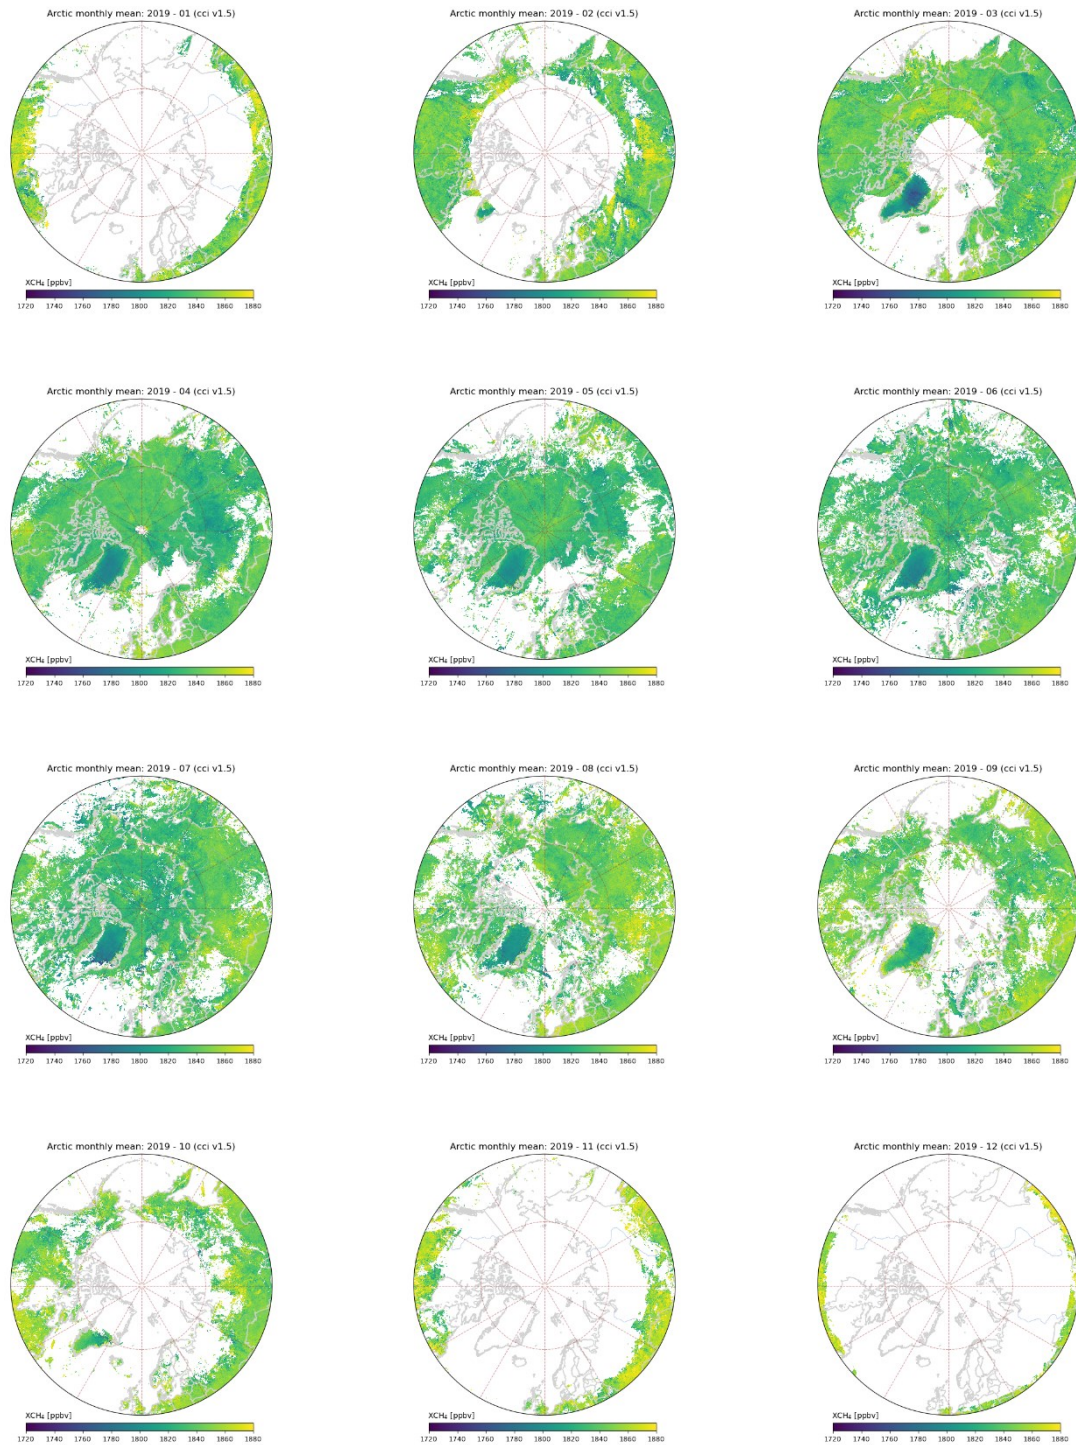 Arctic monthly mean: 2019 - 01 (cci v1.5)
Arctic monthly mean: 2019 - 02 (cci v1.5)
Arctic monthly mean: 2019 - 03 (cci v1.5)
XCH₄ [ppbv]
1720 1740 1760 1780 1800 1820 1840 1860 1880
XCH₄ [ppbv]
1720 1740 1760 1780 1800 1820 1840 1860 1880
XCH₄ [ppbv]
1720 1740 1760 1780 1800 1820 1840 1860 1880
Arctic monthly mean: 2019 - 04 (cci v1.5)
Arctic monthly mean: 2019 - 05 (cci v1.5)
Arctic monthly mean: 2019 - 06 (cci v1.5)
XCH₄ [ppbv]
1720 1740 1760 1780 1800 1820 1840 1860 1880
XCH₄ [ppbv]
1720 1740 1760 1780 1800 1820 1840 1860 1880
XCH₄ [ppbv]
1720 1740 1760 1780 1800 1820 1840 1860 1880
Arctic monthly mean: 2019 - 07 (cci v1.5)
Arctic monthly mean: 2019 - 08 (cci v1.5)
Arctic monthly mean: 2019 - 09 (cci v1.5)
XCH₄ [ppbv]
1720 1740 1760 1780 1800 1820 1840 1860 1880
XCH₄ [ppbv]
1720 1740 1760 1780 1800 1820 1840 1860 1880
XCH₄ [ppbv]
1720 1740 1760 1780 1800 1820 1840 1860 1880
Arctic monthly mean: 2019 - 10 (cci v1.5)
Arctic monthly mean: 2019 - 11 (cci v1.5)
Arctic monthly mean: 2019 - 12 (cci v1.5)
XCH₄ [ppbv]
1720 1740 1760 1780 1800 1820 1840 1860 1880
XCH₄ [ppbv]
1720 1740 1760 1780 1800 1820 1840 1860 1880
XCH₄ [ppbv]
1720 1740 1760 1780 1800 1820 1840 1860 1880